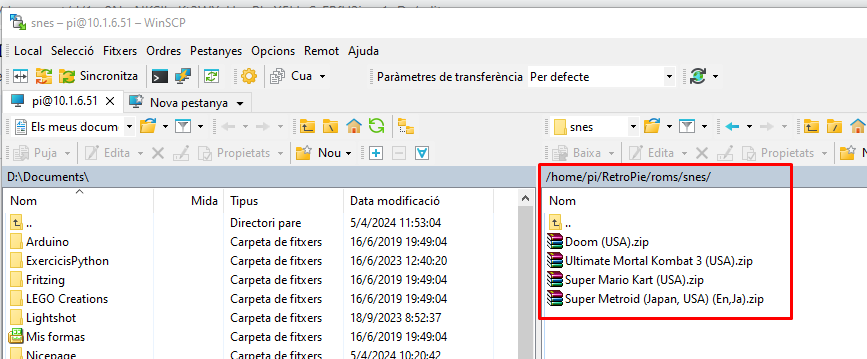 snes – pi@10.1.6.51 – WinSCP
Local Selecció Fitxers Ordres Pestanyes Opcions Remot Ajuda
Sincronitza Cua Paràmetres de transferència Per defecte
pi@10.1.6.51 Nova pestanya
Els meus docum snes
Puja Edita Propietats Nou Baixa Edita Propietats
D:\Documents\ /home/pi/RetroPie/roms/snes/
Nom Mida Tipus Data modificació Nom
.. Directori pare 5/4/2024 11:53:04 ..
Arduino Carpeta de fitxers 16/6/2019 19:49:04 Doom (USA).zip
ExercicisPython Carpeta de fitxers 16/6/2023 12:40:20 Ultimate Mortal Kombat 3 (USA).zip
Fritzing Carpeta de fitxers 16/6/2019 19:49:04 Super Mario Kart (USA).zip
LEGO Creations Carpeta de fitxers 16/6/2019 19:49:04 Super Metroid (Japan, USA) (En,Ja).zip
Lightshot Carpeta de fitxers 18/9/2023 8:52:37
Mis formas Carpeta de fitxers 16/6/2019 19:49:04
Nicepage Carpeta de fitxers 5/4/2024 10:20:42